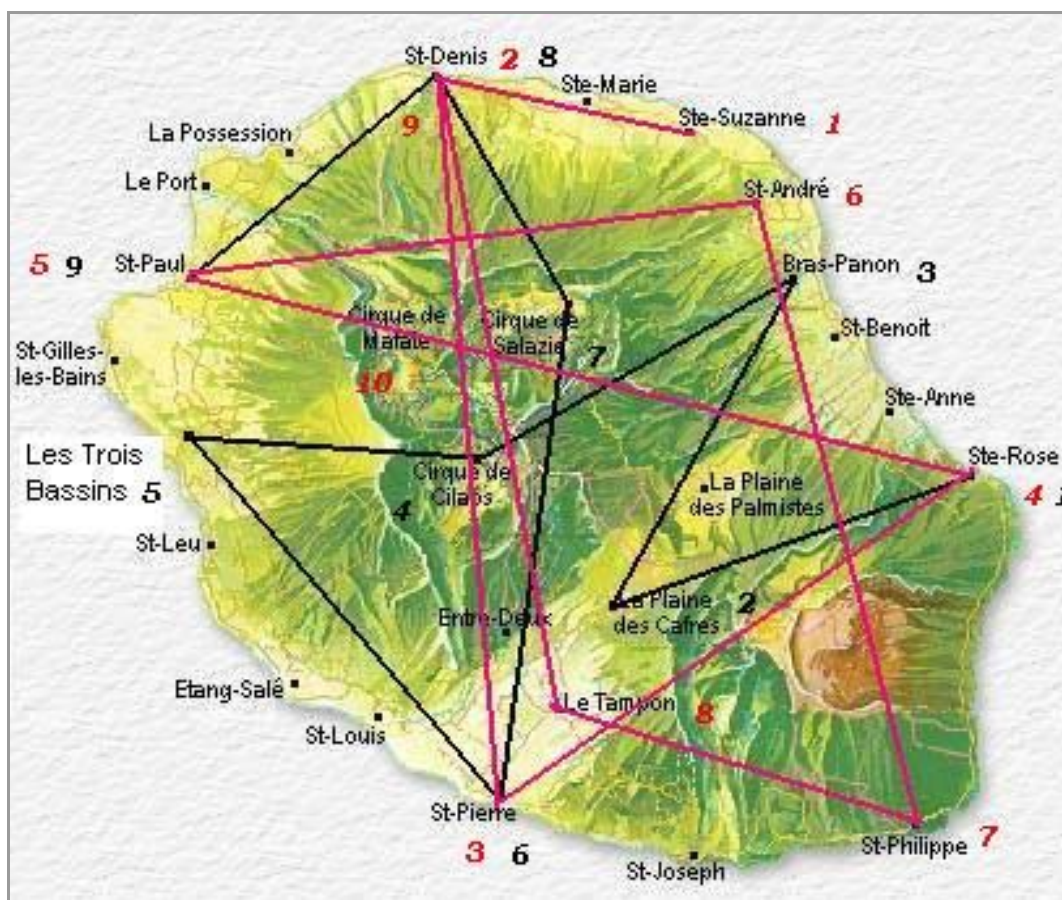 St-Denis 2 8
Ste-Marie
Ste-Suzanne 1
9
La Possession
Le Port
St-André 6
5 9 St-Paul
Bras-Panon 3
Cirque de
Mafate
Cirque de
Salazie
St-Benoit
St-Gilles-
les-Bains
7
10
Ste-Anne
Les Trois
Bassins 5
Cirque de
Cilaos
4
Ste-Rose
4 1
La Plaine
des Palmistes
St-Leu
La Plaine
des Cafres 2
Entre-Deux
Etang-Salé
Le Tampon 8
St-Louis
St-Pierre
3 6
St-Joseph
St-Philippe 7